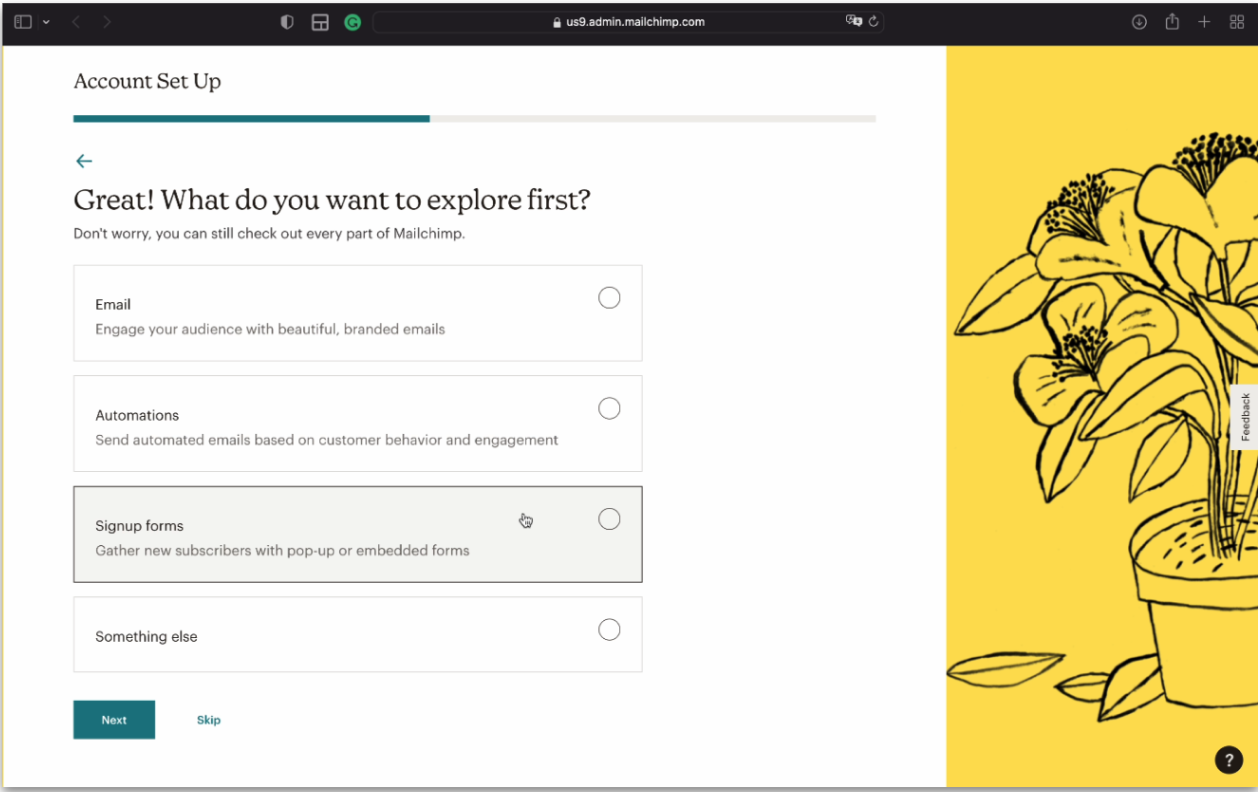 us9.admin.mailchimp.com
Account Set Up
Great! What do you want to explore first?
Don't worry, you can still check out every part of Mailchimp.
Email
Engage your audience with beautiful, branded emails
Automations
Send automated emails based on customer behavior and engagement
Signup forms
Gather new subscribers with pop-up or embedded forms
Something else
Next
Skip
Feedback
?